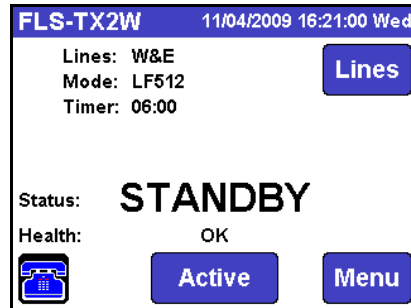 FLS-TX2W 11/04/2009 16:21:00 Wed
Lines: W&E
Lines
Mode: LF512
Timer: 06:00
Status: STANDBY
Health: OK
Active
Menu